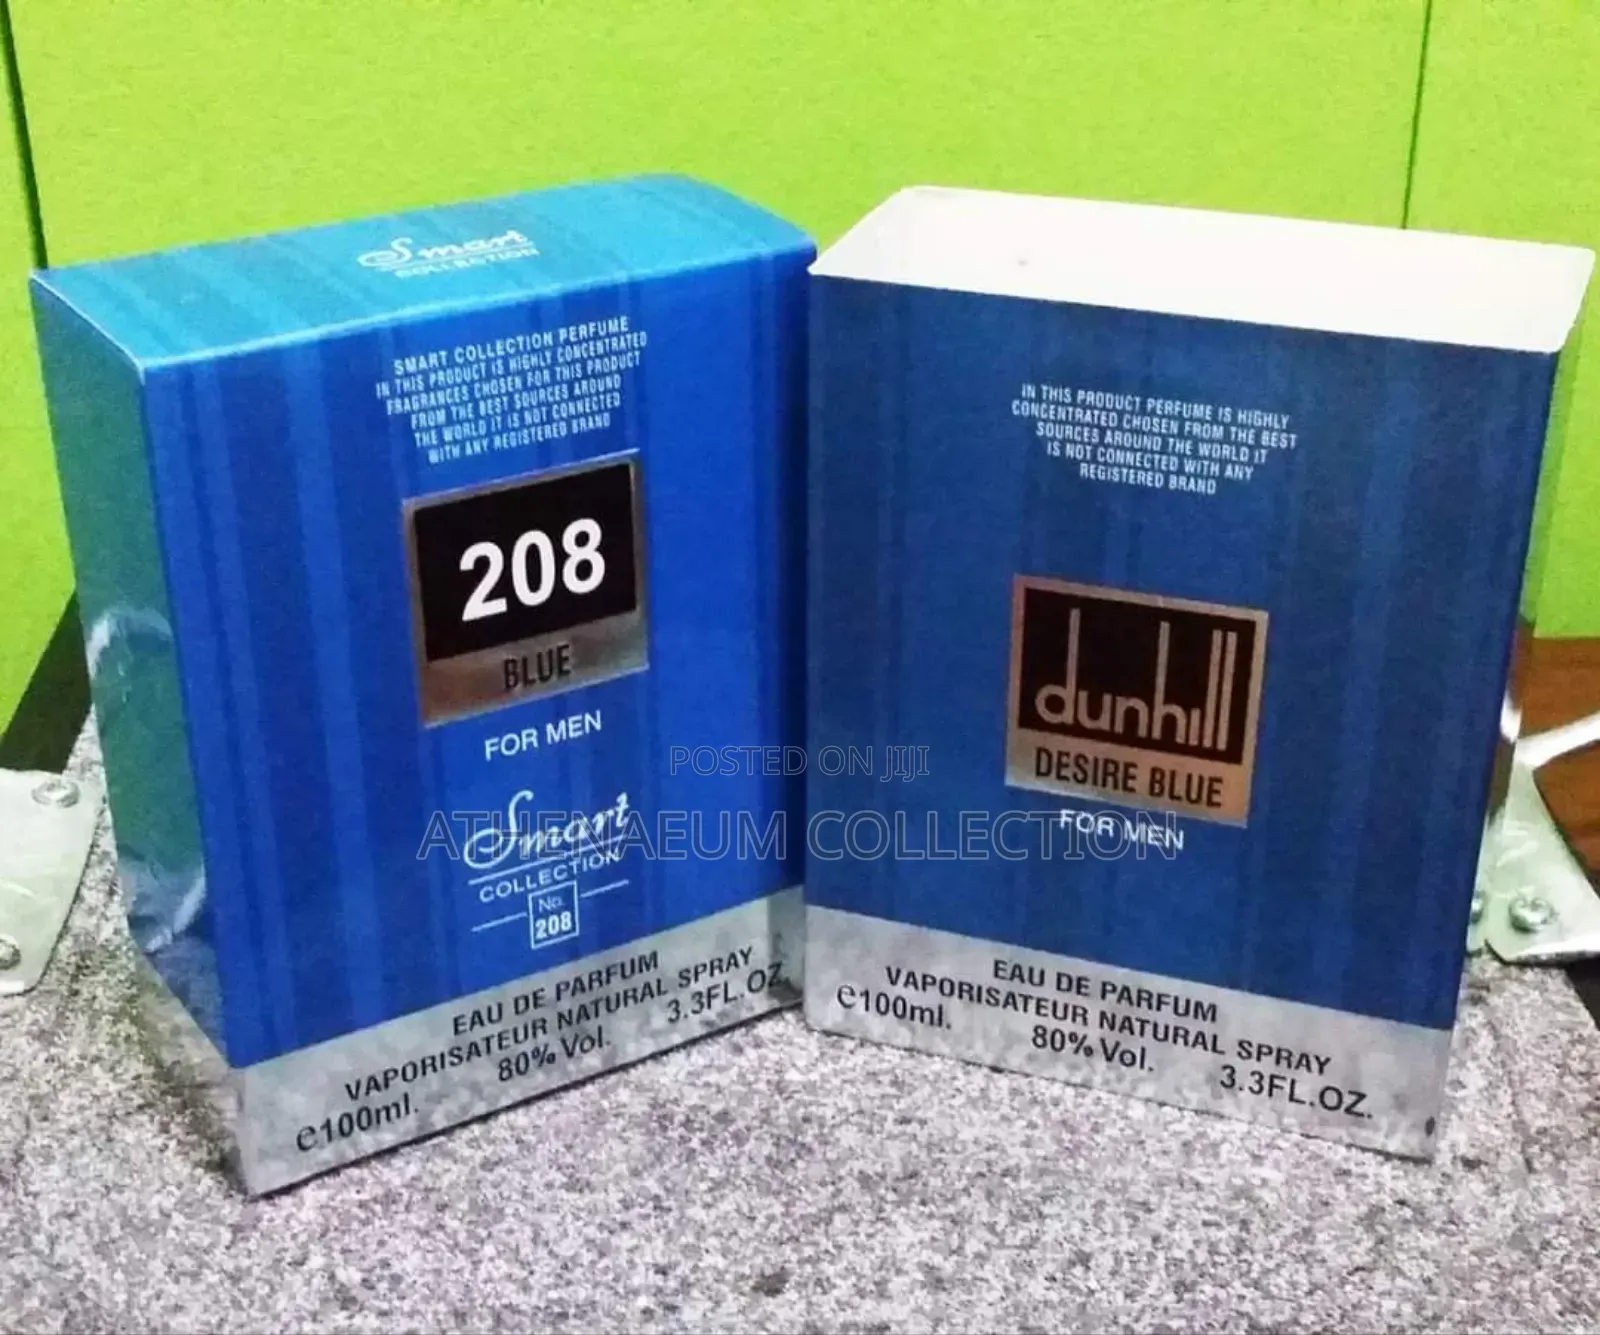 Smart
COLLECTION
SMART COLLECTION PERFUME
IN THIS PRODUCT IS HIGHLY CONCENTRATED
FRAGRANCES CHOSEN FOR THIS PRODUCT
FROM THE BEST SOURCES AROUND
THE WORLD IT IS NOT CONNECTED
WITH ANY REGISTERED BRAND
208
BLUE
FOR MEN
Smart
COLLECTION
No.
208
EAU DE PARFUM
VAPORISATEUR NATURAL SPRAY
e100ml. 80% Vol. 3.3FL.OZ.
IN THIS PRODUCT PERFUME IS HIGHLY
CONCENTRATED CHOSEN FROM THE BEST
SOURCES AROUND THE WORLD IT
IS NOT CONNECTED WITH ANY
REGISTERED BRAND
dunhill
DESIRE BLUE
FOR MEN
EAU DE PARFUM
VAPORISATEUR NATURAL SPRAY
e100ml. 80% Vol. 3.3FL.OZ.
POSTED ON JIJI
ATHENAEUM COLLECTION